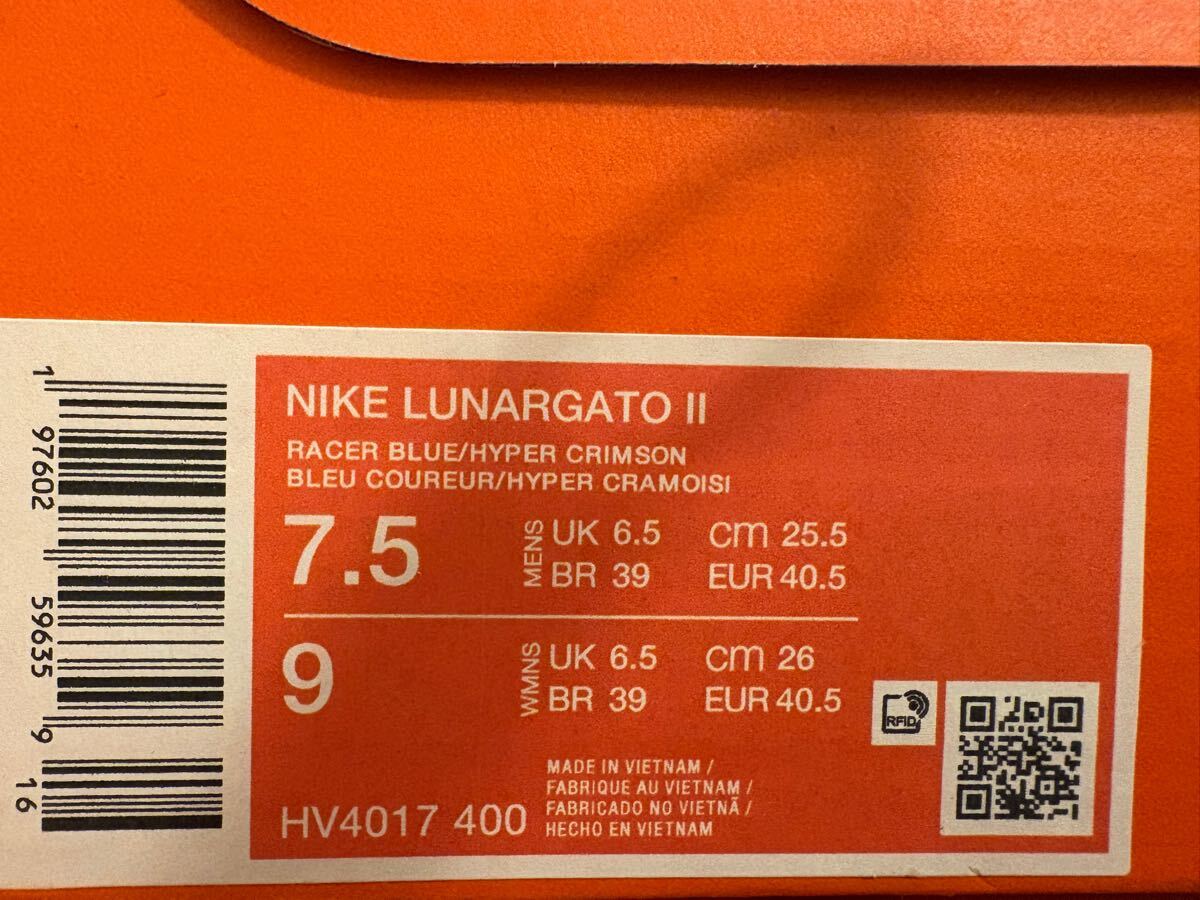 NIKE LUNARGATO II
RACER BLUE/HYPER CRIMSON
BLEU COUREUR/HYPER CRAMOISI
7.5
MENS
UK 6.5 CM 25.5
BR 39 EUR 40.5
9
WMNS
UK 6.5 CM 26
BR 39 EUR 40.5
RFID
HV4017 400
MADE IN VIETNAM /
FABRIQUE AU VIETNAM /
FABRICADO NO VIETNÃ /
HECHO EN VIETNAM
1 97602 59635 9 16